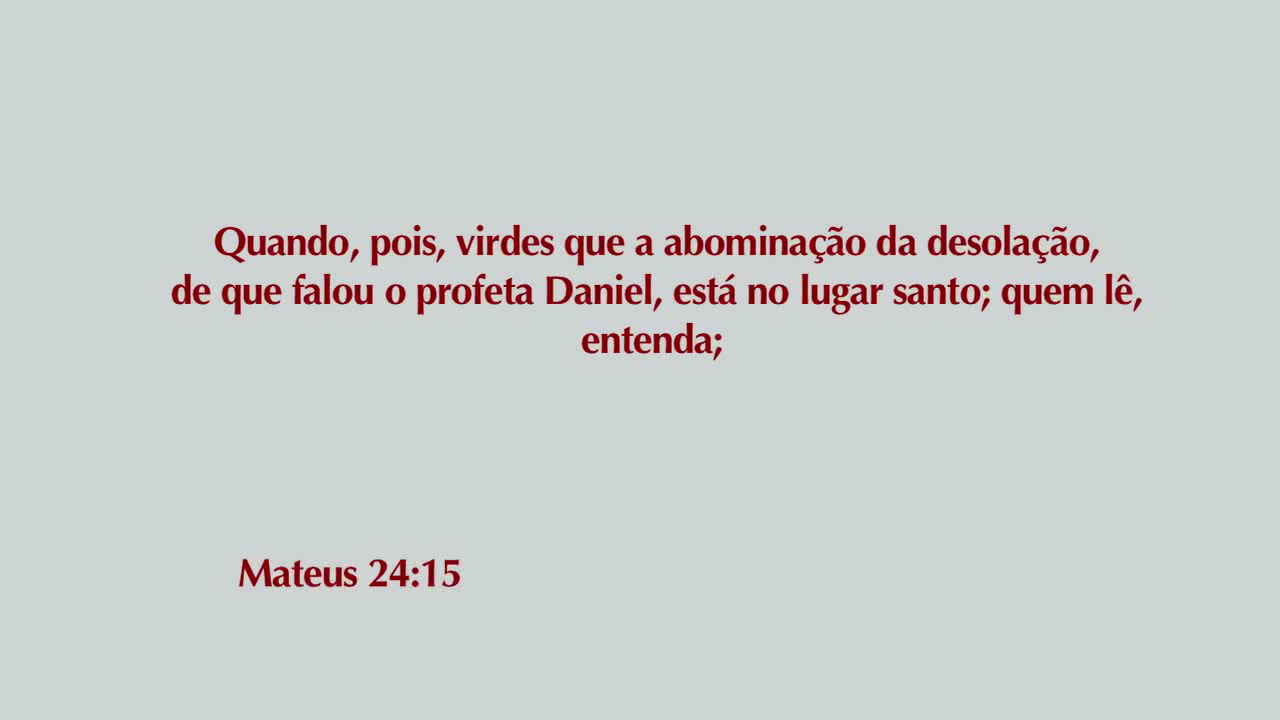 Quando, pois, virdes que a abominação da desolação,
de que falou o profeta Daniel, está no lugar santo; quem lê,
entenda;
Mateus 24:15